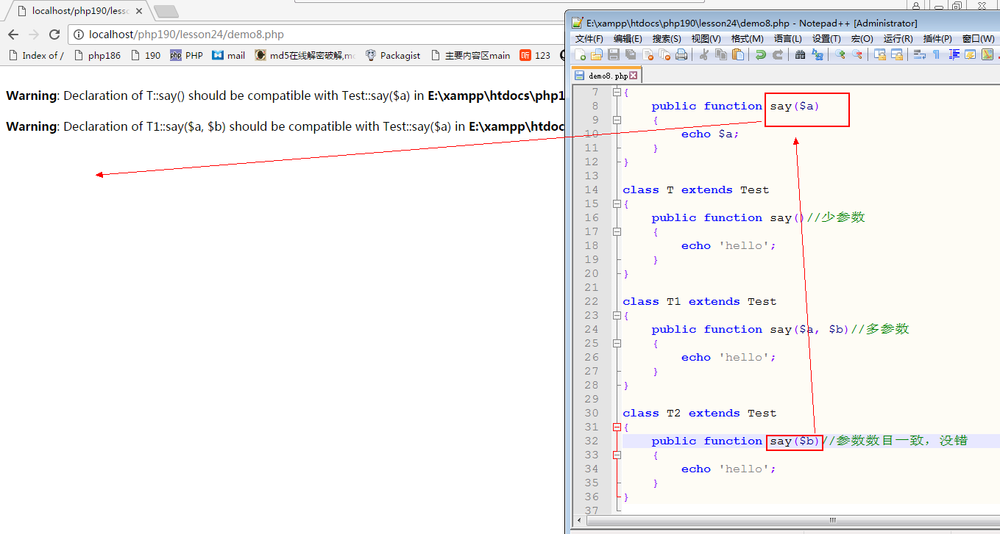 localhost/php190/lesso
localhost/php190/lesson24/demo8.php
Index of /
php186
190
php
PHP
mail
md5在线解密破解,mo
Packagist
主要内容区main
听
123
Warning: Declaration of T::say() should be compatible with Test::say($a) in E:\xampp\htdocs\php1
Warning: Declaration of T1::say($a, $b) should be compatible with Test::say($a) in E:\xampp\htdoc
E:\xampp\htdocs\php190\lesson24\demo8.php - Notepad++ [Administrator]
文件(F) 编辑(E) 搜索(S) 视图(V) 格式(M) 语言(L) 设置(T) 宏(O) 运行(R) 插件(P) 窗口(W)
demo8.php
7 {
8 public function say($a)
9 {
10 echo $a;
11 }
12 }
13
14 class T extends Test
15 {
16 public function say()//少参数
17 {
18 echo 'hello';
19 }
20 }
21
22 class T1 extends Test
23 {
24 public function say($a, $b)//多参数
25 {
26 echo 'hello';
27 }
28 }
29
30 class T2 extends Test
31 {
32 public function say($b)//参数数目一致，没错
33 {
34 echo 'hello';
35 }
36 }
37